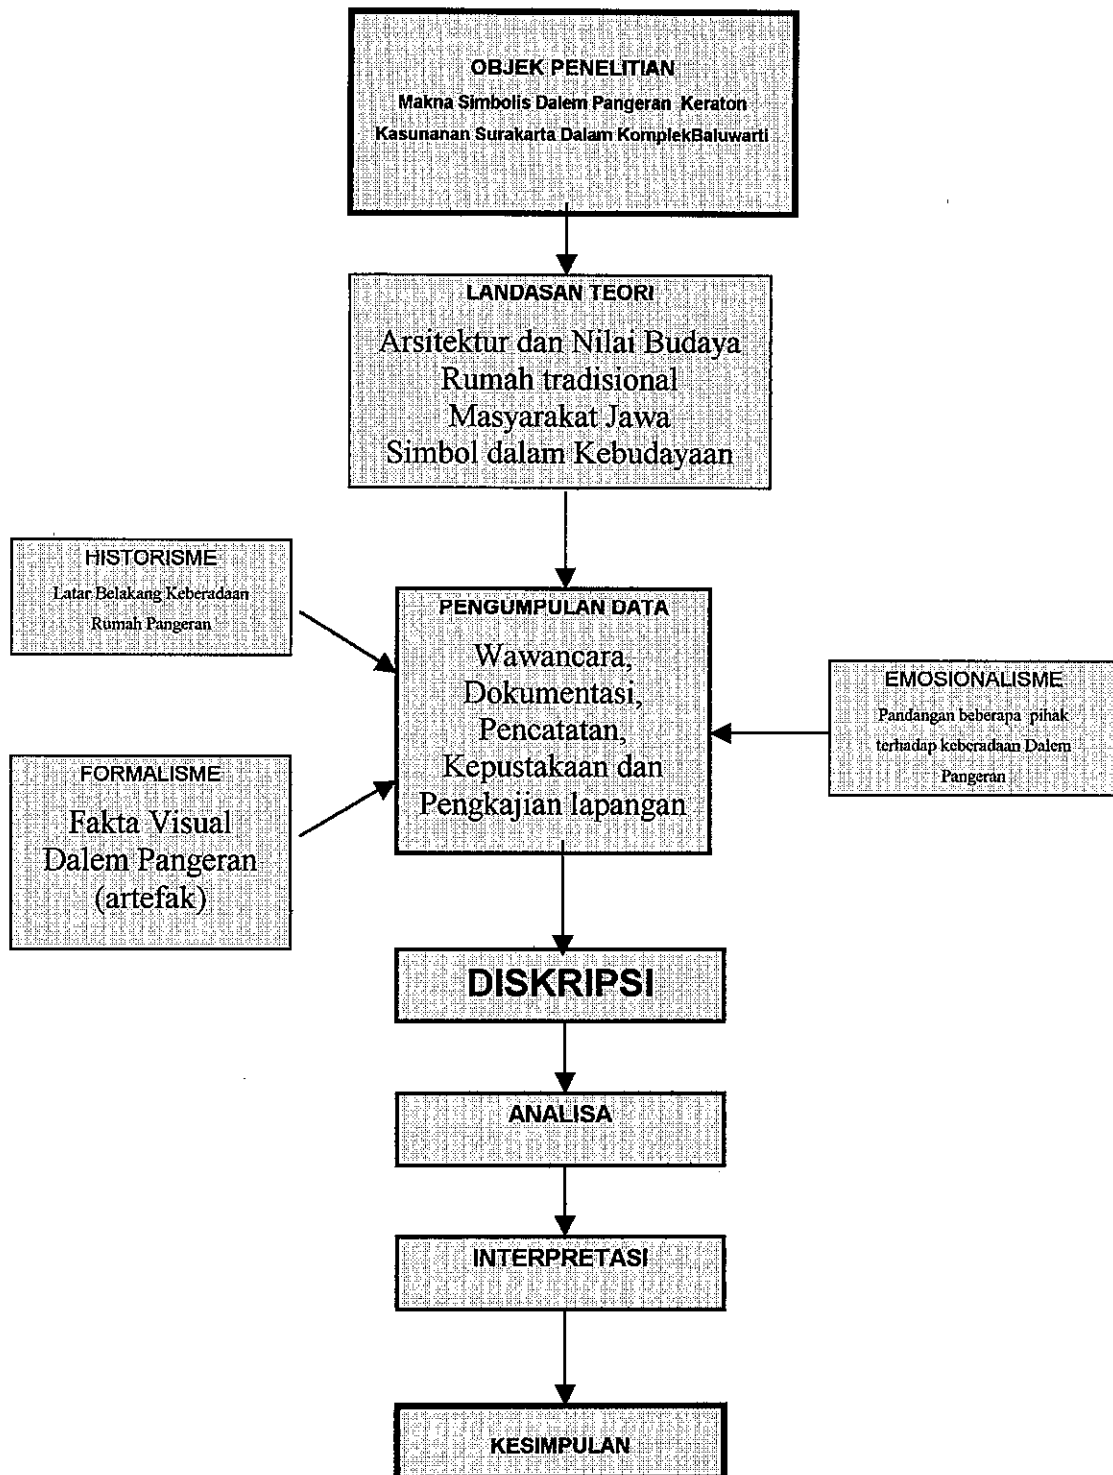 OBJEK PENELITIAN
Makna Simbolis Dalem Pangeran Keraton
Kasunanan Surakarta Dalam KomplekBaluwarti
LANDASAN TEORI
Arsitektur dan Nilai Budaya
Rumah tradisional
Masyarakat Jawa
Simbol dalam Kebudayaan
HISTORISME
Latar Belakang Keberadaan
Rumah Pangeran
PENGUMPULAN DATA
Wawancara,
Dokumentasi,
Pencatatan,
Kepustakaan dan
Pengkajian lapangan
EMOSIONALISME
Pandangan beberapa pihak
terhadap keberadaan Dalem
Pangeran
FORMALISME
Fakta Visual
Dalem Pangeran
(artefak)
DISKRIPSI
ANALISA
INTERPRETASI
KESIMPULAN